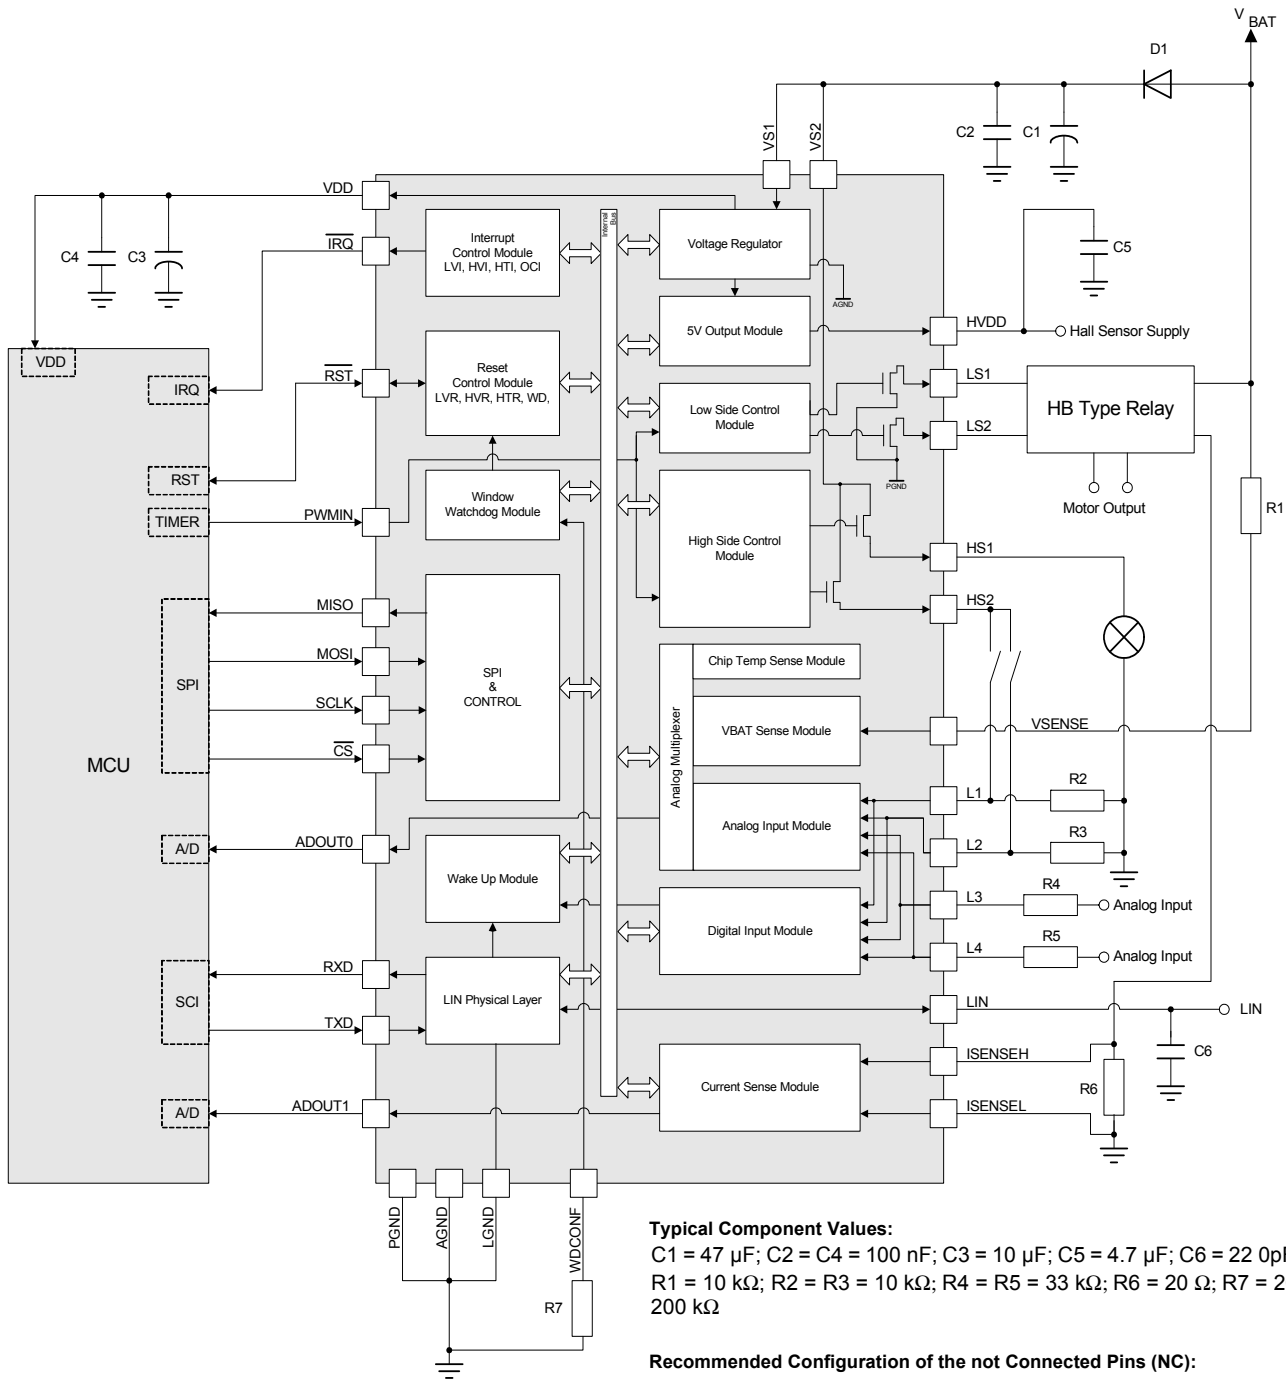 V BAT
D1
C2
C1
VS1
VS2
VDD
IRQ
C4
C3
Internal Bus
Interrupt
Control Module
LVI, HVI, HTI, OCI
Voltage Regulator
AGND
C5
5V Output Module
HVDD
Hall Sensor Supply
VDD
IRQ
RST
Reset
Control Module
LVR, HVR, HTR, WD,
Low Side Control
Module
LS1
LS2
HB Type Relay
PGND
Motor Output
R1
RST
TIMER
PWMIN
Window
Watchdog Module
High Side Control
Module
HS1
HS2
MISO
MOSI
SCLK
CS
SPI
SPI
&
CONTROL
MCU
Analog Multiplexer
Chip Temp Sense Module
VBAT Sense Module
VSENSE
Analog Input Module
L1
R2
L2
R3
A/D
ADOUT0
Wake Up Module
Digital Input Module
L3
R4
Analog Input
L4
R5
Analog Input
SCI
RXD
TXD
LIN Physical Layer
LIN
LIN
C6
ISENSEH
R6
ISENSEL
Current Sense Module
A/D
ADOUT1
PGND
AGND
LGND
WDCONF
R7
Typical Component Values:
C1 = 47 µF; C2 = C4 = 100 nF; C3 = 10 µF; C5 = 4.7 µF; C6 = 22 0p
R1 = 10 kΩ; R2 = R3 = 10 kΩ; R4 = R5 = 33 kΩ; R6 = 20 Ω; R7 = 2
200 kΩ
Recommended Configuration of the not Connected Pins (NC):